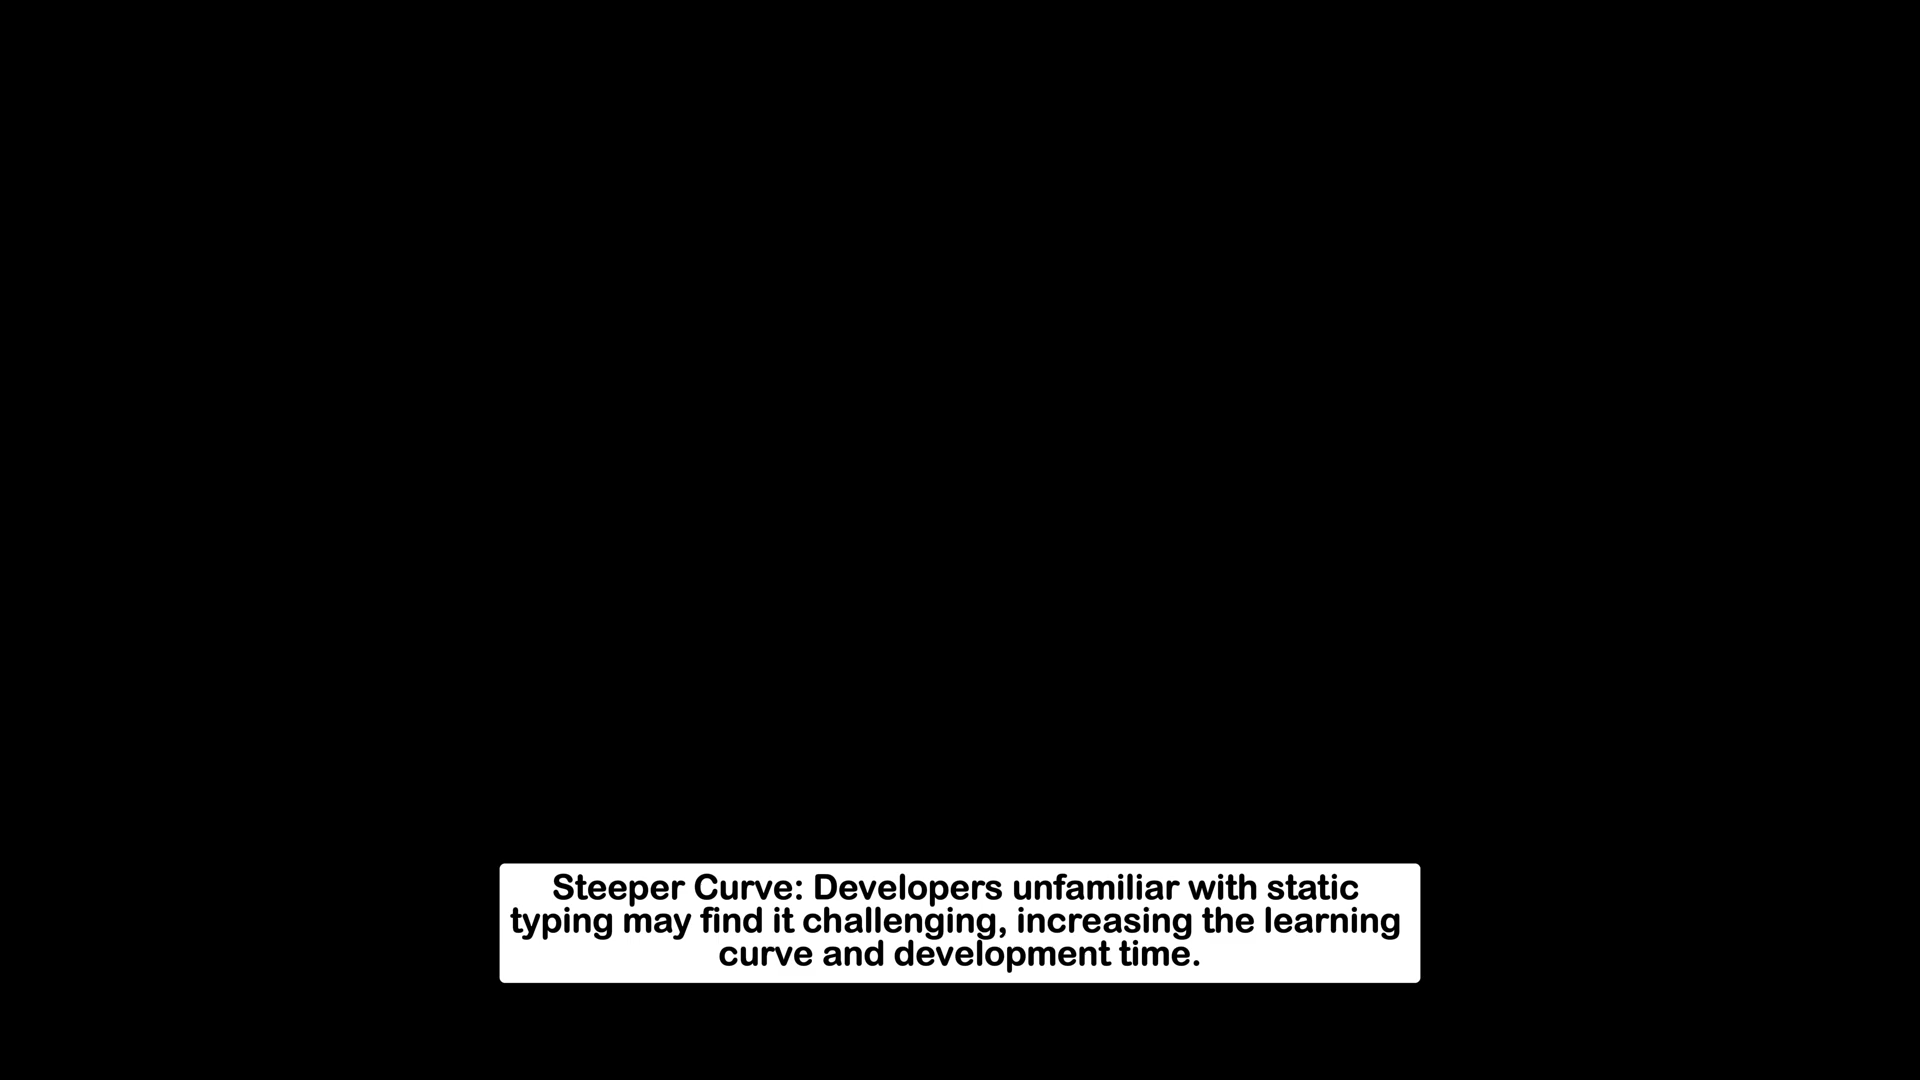 Steeper Curve: Developers unfamiliar with static
typing may find it challenging, increasing the learning
curve and development time.